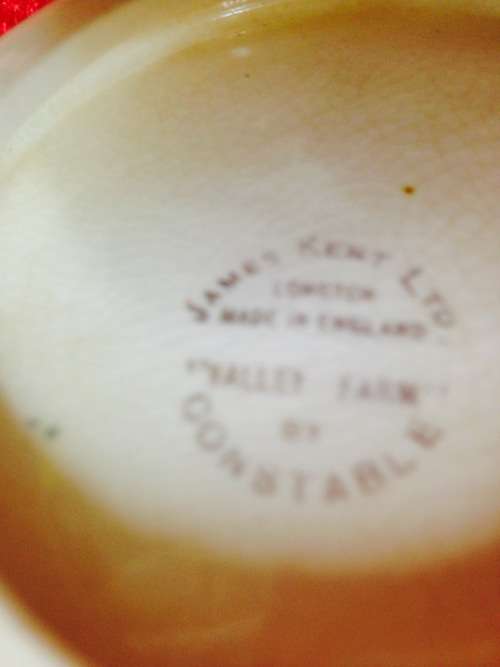 JAMES KENT LTD
LONGTON
MADE IN ENGLAND
"VALLEY FARM"
BY
CONSTABLE